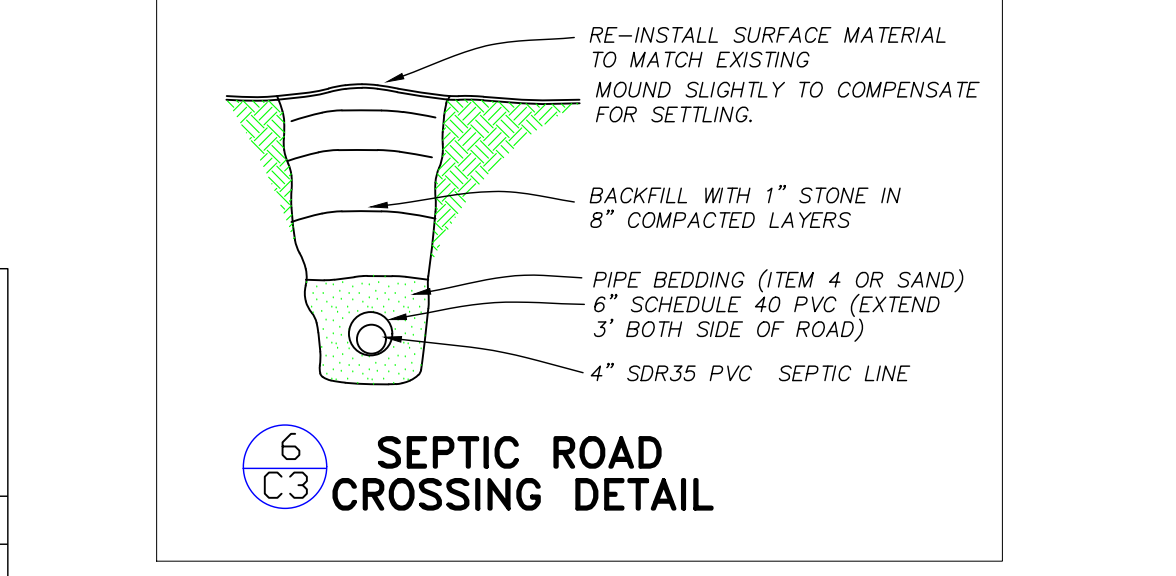 RE-INSTALL SURFACE MATERIAL
TO MATCH EXISTING
MOUND SLIGHTLY TO COMPENSATE
FOR SETTLING.
BACKFILL WITH 1" STONE IN
8" COMPACTED LAYERS
PIPE BEDDING (ITEM 4 OR SAND)
6" SCHEDULE 40 PVC (EXTEND
3' BOTH SIDE OF ROAD)
4" SDR35 PVC SEPTIC LINE
6
C3
SEPTIC ROAD
CROSSING DETAIL